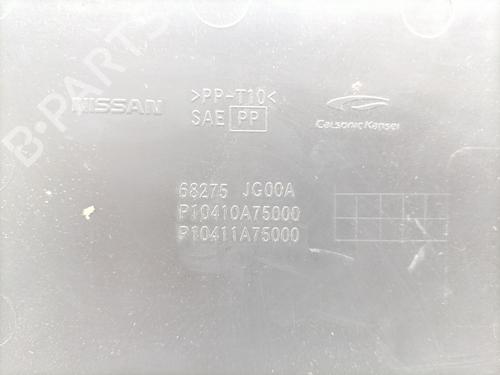 B-PARTS
NISSAN
>PP-T10<
SAE PP
Calsonic Kansei
68275 JG00A
P10410A75000
P10411A75000